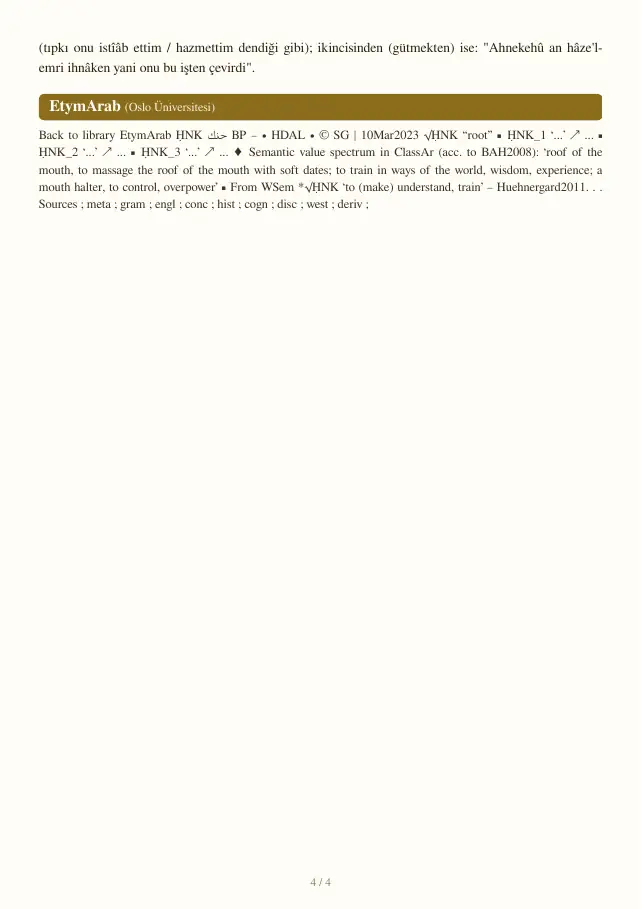 (tıpkı onu istîâb ettim / hazmettim dendiği gibi); ikincisinden (gütmekten) ise: "Ahnekehû an hâze'l-
emri ihnâken yani onu bu işten çevirdi".
EtymArab (Oslo Üniversitesi)
Back to library EtymArab ḤNK حنك BP – • HDAL • © SG | 10Mar2023 √ḤNK “root” ▪ ḤNK_1 ‘...’ ↗ ... ▪
ḤNK_2 ‘...’ ↗ ... ▪ ḤNK_3 ‘...’ ↗ ... ♦ Semantic value spectrum in ClassAr (acc. to BAH2008): ‘roof of the
mouth, to massage the roof of the mouth with soft dates; to train in ways of the world, wisdom, experience; a
mouth halter, to control, overpower’ ▪ From WSem *√ḤNK ‘to (make) understand, train’ – Huehnergard2011. . .
Sources ; meta ; gram ; engl ; conc ; hist ; cogn ; disc ; west ; deriv ;
4 / 4